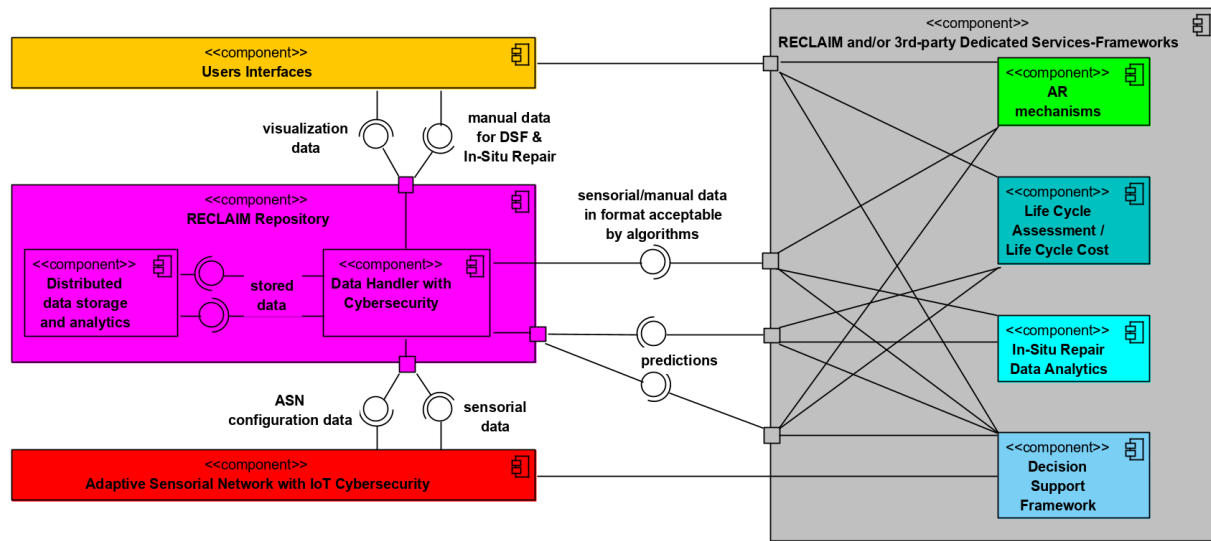 <<component>>
Users Interfaces
<<component>>
RECLAIM and/or 3rd-party Dedicated Services-Frameworks
<<component>>
AR
mechanisms
visualization
data
manual data
for DSF &
In-Situ Repair
<<component>>
RECLAIM Repository
sensorial/manual data
in format acceptable
by algorithms
<<component>>
Life Cycle
Assessment /
Life Cycle Cost
<<component>>
Distributed
data storage
and analytics
stored
data
<<component>>
Data Handler with
Cybersecurity
<<component>>
In-Situ Repair
Data Analytics
predictions
ASN
configuration data
sensorial
data
<<component>>
Adaptive Sensorial Network with IoT Cybersecurity
<<component>>
Decision
Support
Framework